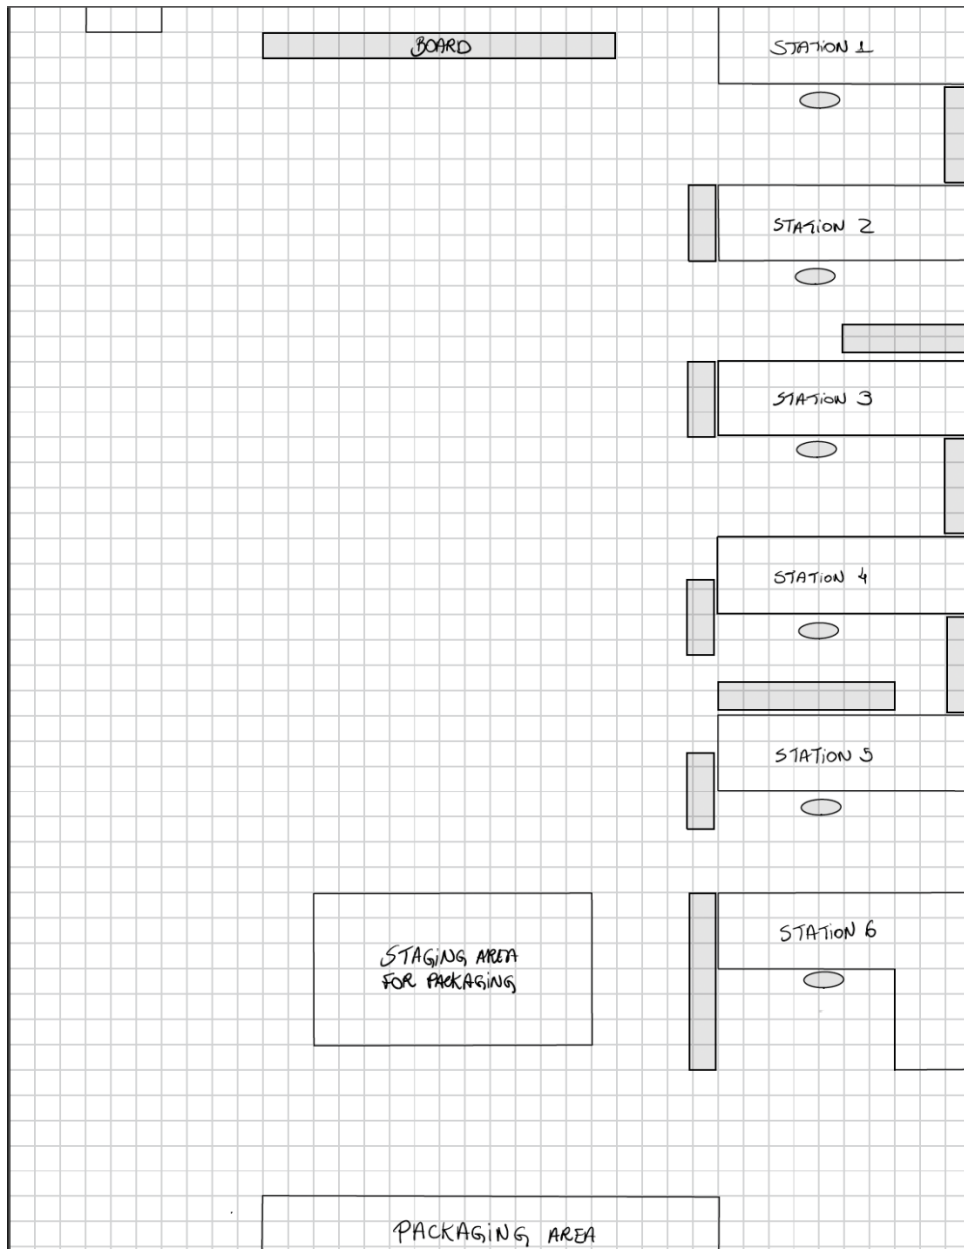 BOARD
STATION 1
STATION 2
STATION 3
STATION 4
STATION 5
STATION 6
STAGING AREA
FOR PACKAGING
PACKAGING AREA